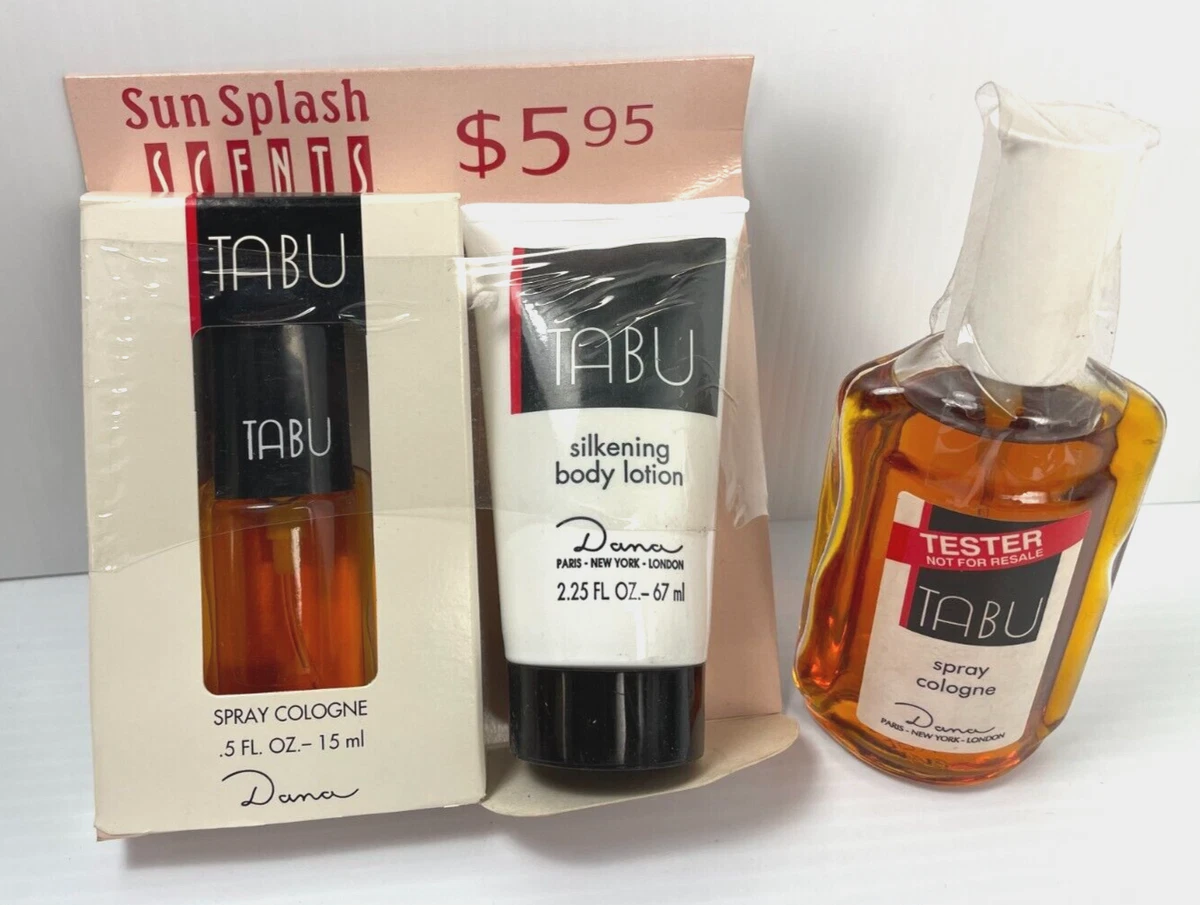 Sun Splash
SCENTS
$5.95
TABU
TABU
SPRAY COLOGNE
.5 FL. OZ.– 15 ml
Dana
TABU
silkening
body lotion
Dana
PARIS - NEW YORK - LONDON
2.25 FL OZ.– 67 ml
TESTER
NOT FOR RESALE
TABU
spray
cologne
Dana
PARIS - NEW YORK - LONDON